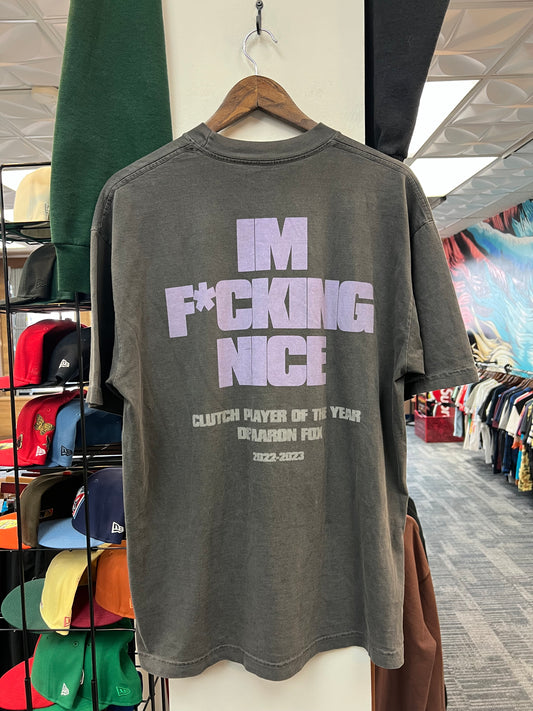 IM
F*CKING
NICE
CLUTCH PLAYER OF THE YEAR
DE'AARON FOX
2022-2023